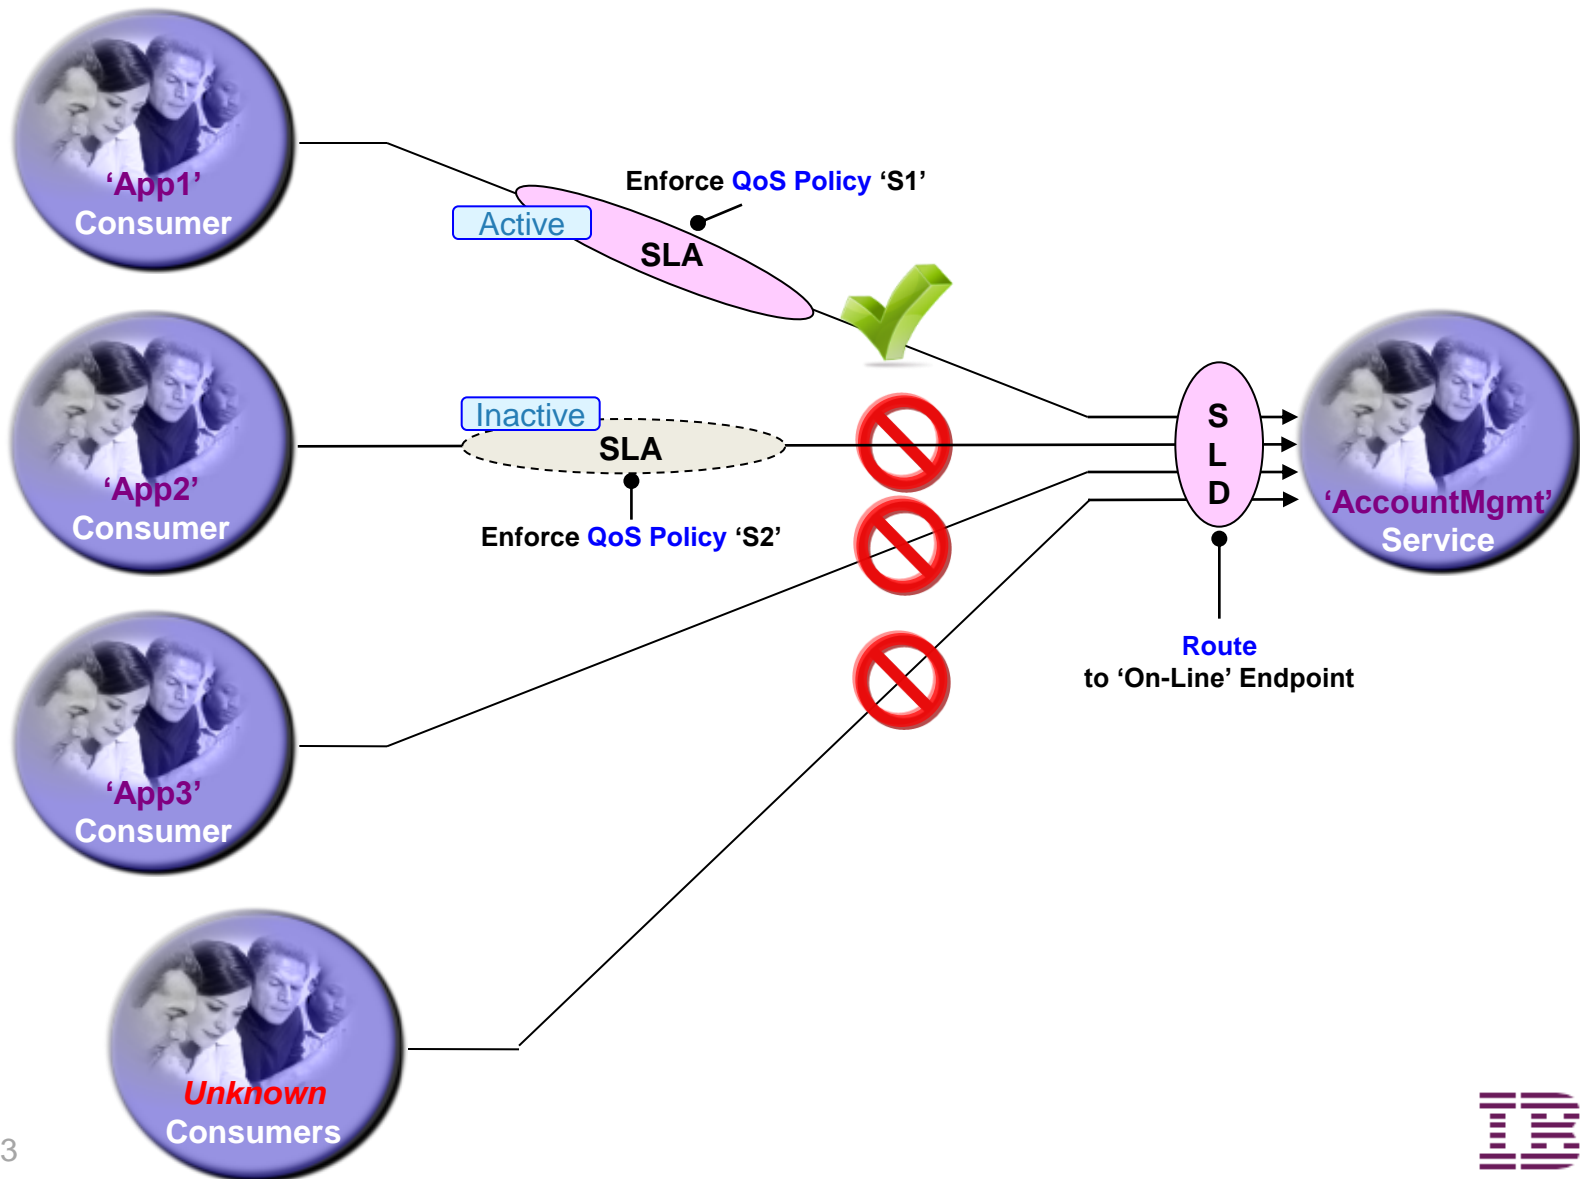 ‘App1’
Consumer
Enforce QoS Policy ‘S1’
Active
SLA
‘App2’
Consumer
Inactive
SLA
Enforce QoS Policy ‘S2’
S
L
D
‘AccountMgmt’
Service
Route
to ‘On-Line’ Endpoint
‘App3’
Consumer
Unknown
Consumers
3